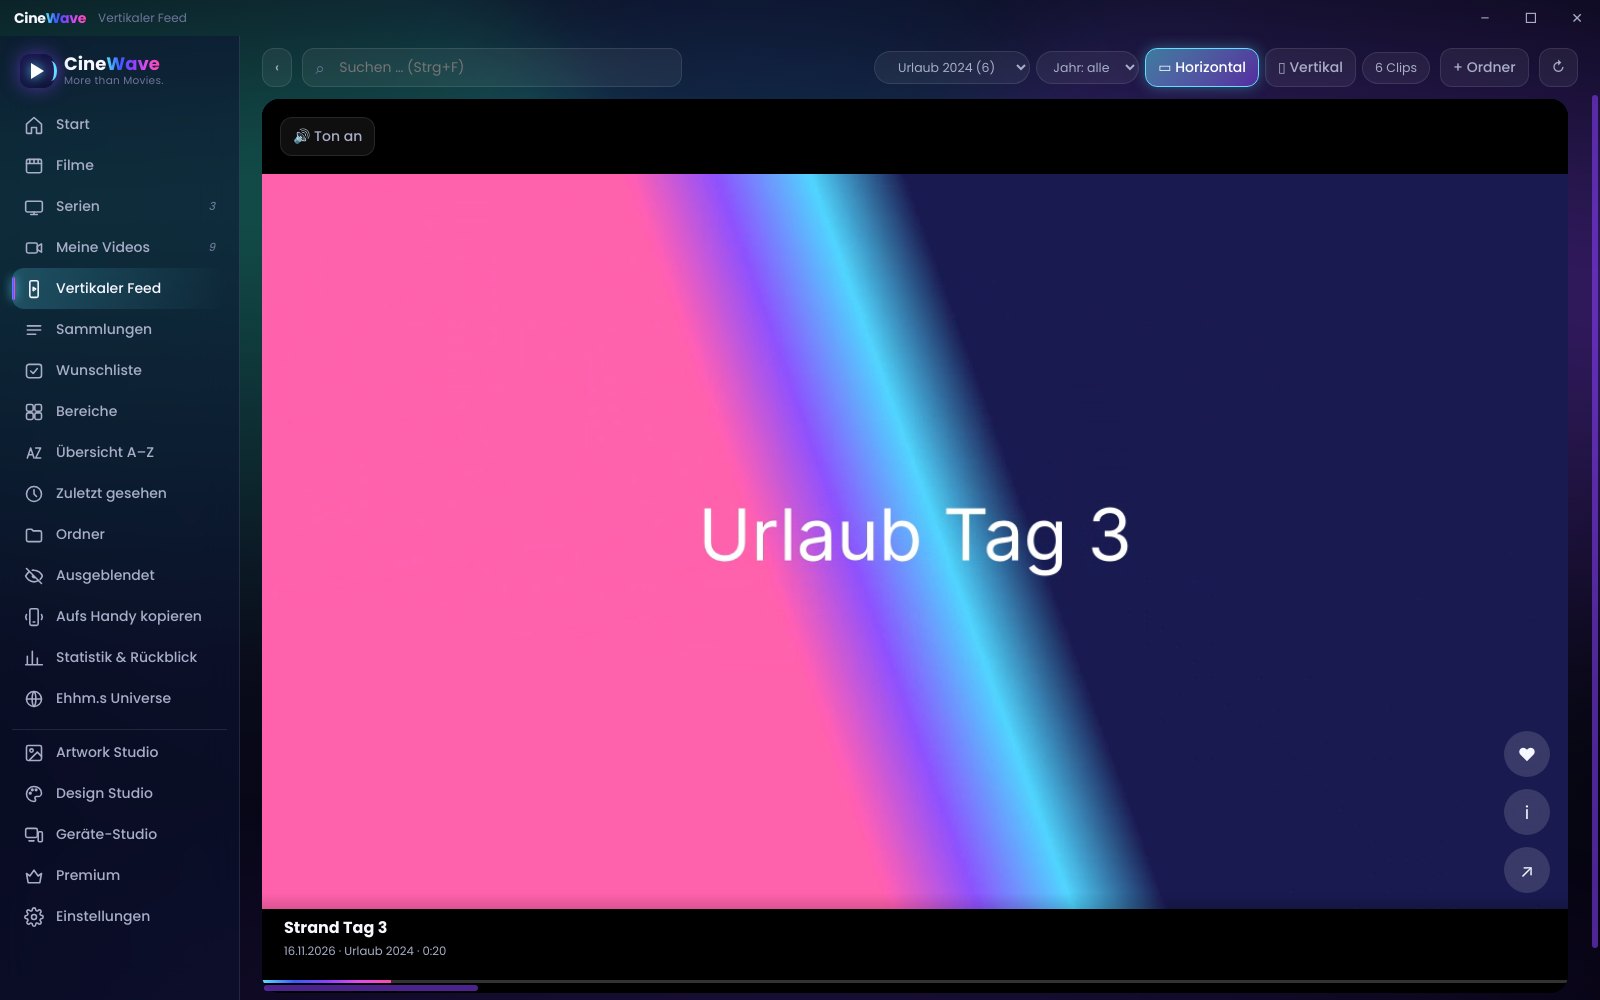 CineWave Vertikaler Feed
CineWave
More than Movies.
Suchen ... (Strg+F)
Urlaub 2024 (6)
Jahr: alle
Horizontal
Vertikal
6 Clips
+ Ordner
Start
Filme
Serien 3
Meine Videos 9
Vertikaler Feed
Sammlungen
Wunschliste
Bereiche
AZ Übersicht A–Z
Zuletzt gesehen
Ordner
Ausgeblendet
Aufs Handy kopieren
Statistik & Rückblick
Ehhm.s Universe
Artwork Studio
Design Studio
Geräte-Studio
Premium
Einstellungen
Ton an
Urlaub Tag 3
i
Strand Tag 3
16.11.2026 · Urlaub 2024 · 0:20